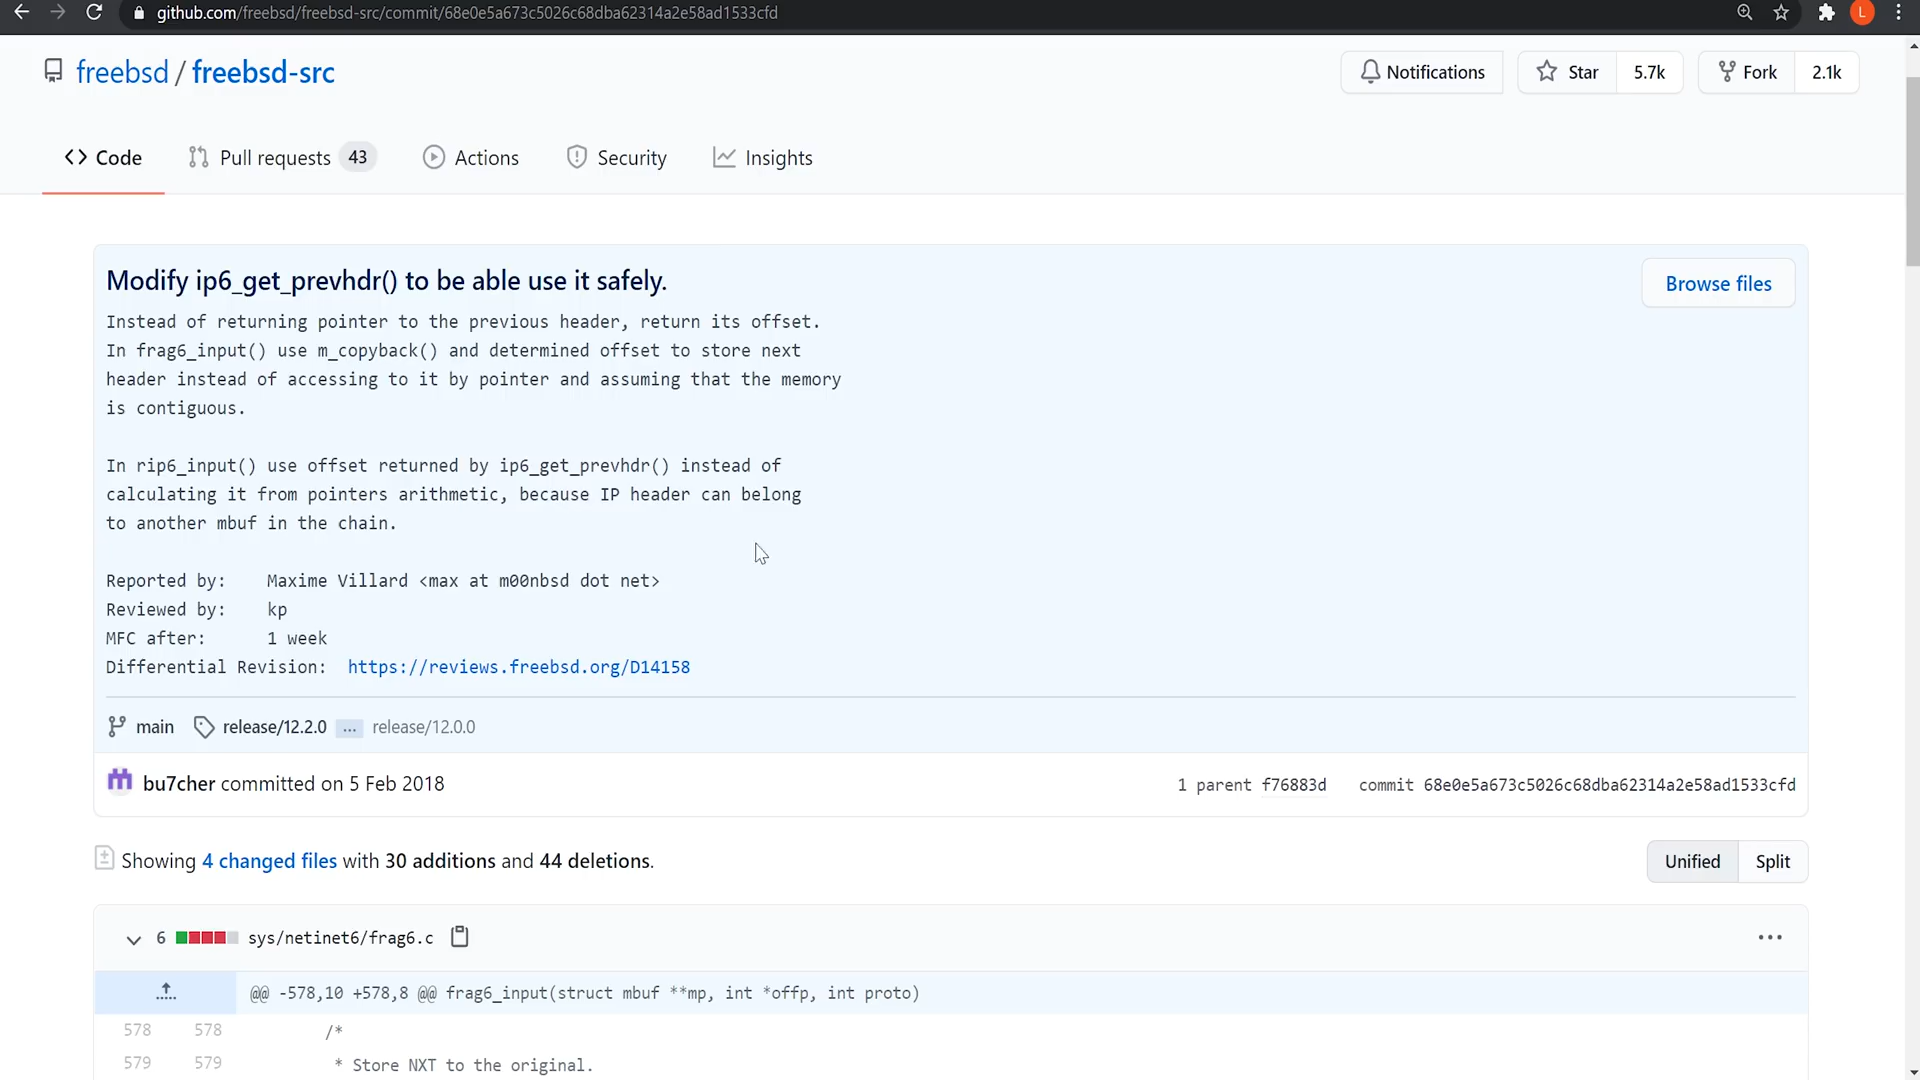 github.com/freebsd/freebsd-src/commit/68e0e5a673c5026c68dba62314a2e58ad1533cfd
L
freebsd / freebsd-src
Notifications
Star 5.7k
Fork 2.1k
Code
Pull requests 43
Actions
Security
Insights
Modify ip6_get_prevhdr() to be able use it safely.
Browse files
Instead of returning pointer to the previous header, return its offset.
In frag6_input() use m_copyback() and determined offset to store next
header instead of accessing to it by pointer and assuming that the memory
is contiguous.
In rip6_input() use offset returned by ip6_get_prevhdr() instead of
calculating it from pointers arithmetic, because IP header can belong
to another mbuf in the chain.
Reported by: Maxime Villard <max at m00nbsd dot net>
Reviewed by: kp
MFC after: 1 week
Differential Revision: https://reviews.freebsd.org/D14158
main release/12.2.0 ... release/12.0.0
bu7cher committed on 5 Feb 2018
1 parent f76883d commit 68e0e5a673c5026c68dba62314a2e58ad1533cfd
Showing 4 changed files with 30 additions and 44 deletions.
Unified Split
6 sys/netinet6/frag6.c
@@ -578,10 +578,8 @@ frag6_input(struct mbuf **mp, int *offp, int proto)
578 578 /*
579 579 * Store NXT to the original.